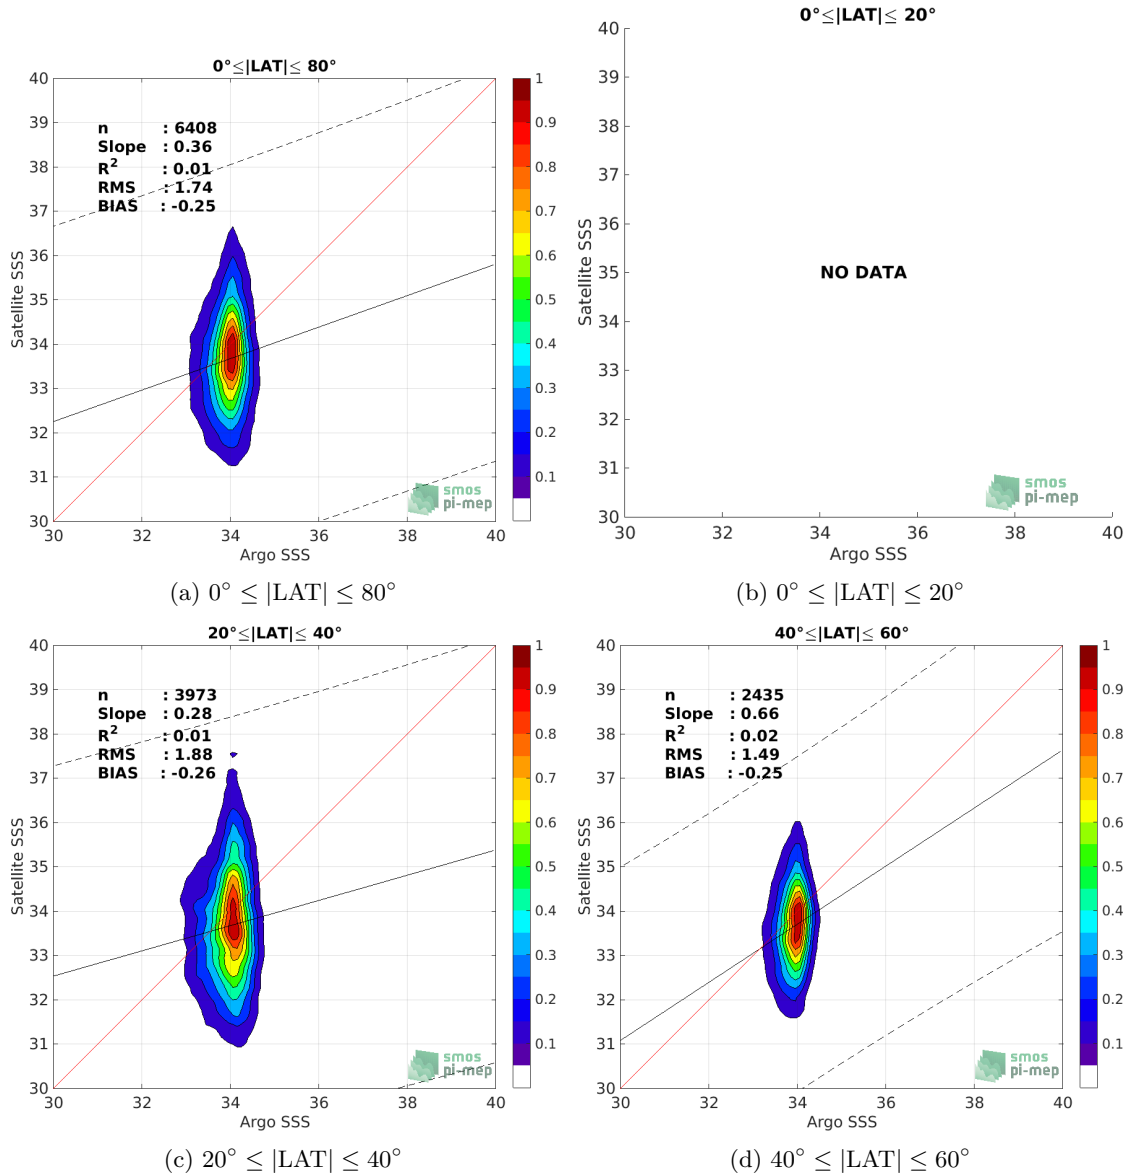 0°≤|LAT|≤ 80°
40
39
38
37
36
35
34
33
32
31
30
Satellite SSS
n : 6408
Slope : 0.36
R² : 0.01
RMS : 1.74
BIAS : -0.25
smos
pi-mep
30 32 34 36 38 40
Argo SSS
1
0.9
0.8
0.7
0.6
0.5
0.4
0.3
0.2
0.1
(a) 0° ≤ |LAT| ≤ 80°
0°≤|LAT|≤ 20°
40
39
38
37
36
35
34
33
32
31
30
Satellite SSS
NO DATA
smos
pi-mep
30 32 34 36 38 40
Argo SSS
(b) 0° ≤ |LAT| ≤ 20°
20°≤|LAT|≤ 40°
40
39
38
37
36
35
34
33
32
31
30
Satellite SSS
n : 3973
Slope : 0.28
R² : 0.01
RMS : 1.88
BIAS : -0.26
smos
pi-mep
30 32 34 36 38 40
Argo SSS
1
0.9
0.8
0.7
0.6
0.5
0.4
0.3
0.2
0.1
(c) 20° ≤ |LAT| ≤ 40°
40°≤|LAT|≤ 60°
40
39
38
37
36
35
34
33
32
31
30
Satellite SSS
n : 2435
Slope : 0.66
R² : 0.02
RMS : 1.49
BIAS : -0.25
smos
pi-mep
30 32 34 36 38 40
Argo SSS
1
0.9
0.8
0.7
0.6
0.5
0.4
0.3
0.2
0.1
(d) 40° ≤ |LAT| ≤ 60°